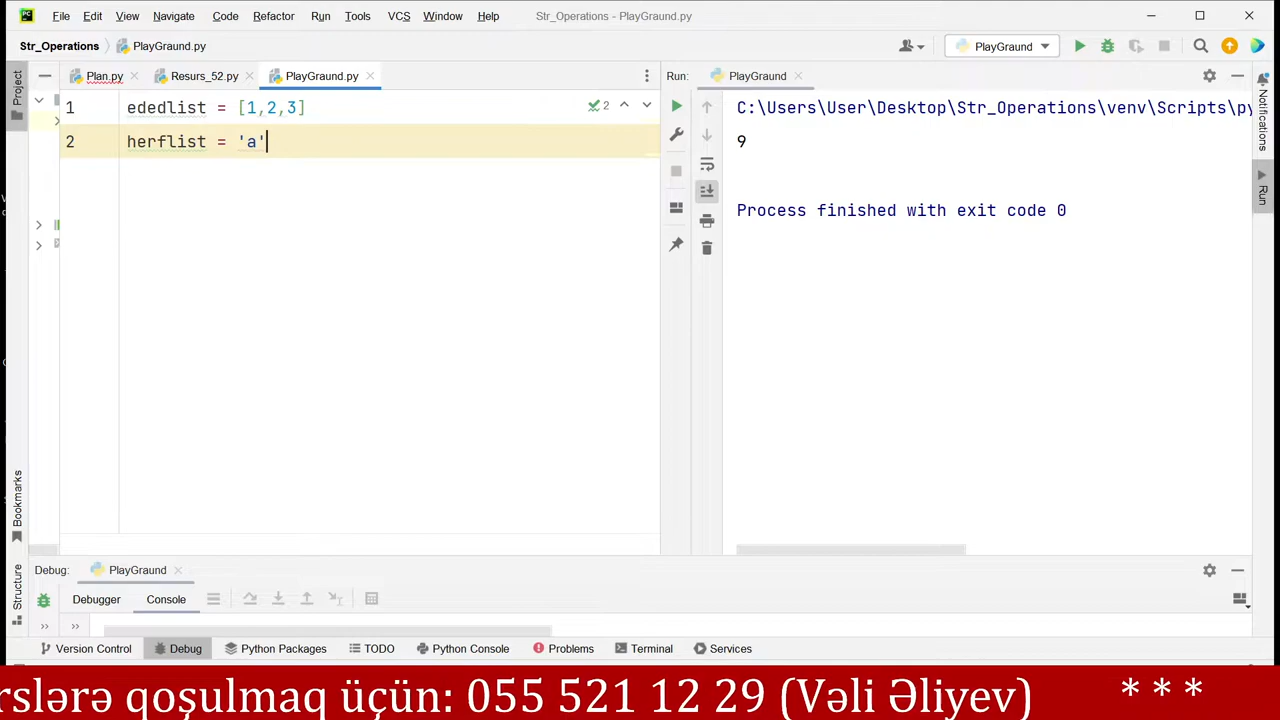 File Edit View Navigate Code Refactor Run Tools VCS Window Help Str_Operations - PlayGraund.py
Str_Operations PlayGraund.py PlayGraund
Project Plan.py Resurs_52.py PlayGraund.py Run: PlayGraund Notifications
1 ededlist = [1,2,3] 2 C:\Users\User\Desktop\Str_Operations\venv\Scripts\py
2 herflist = 'a' 9
Run
Process finished with exit code 0
Bookmarks
Structure
Debug: PlayGraund
Debugger Console
Version Control Debug Python Packages TODO Python Console Problems Terminal Services
rslərə qoşulmaq üçün: 055 521 12 29 (Vəli Əliyev) * * *